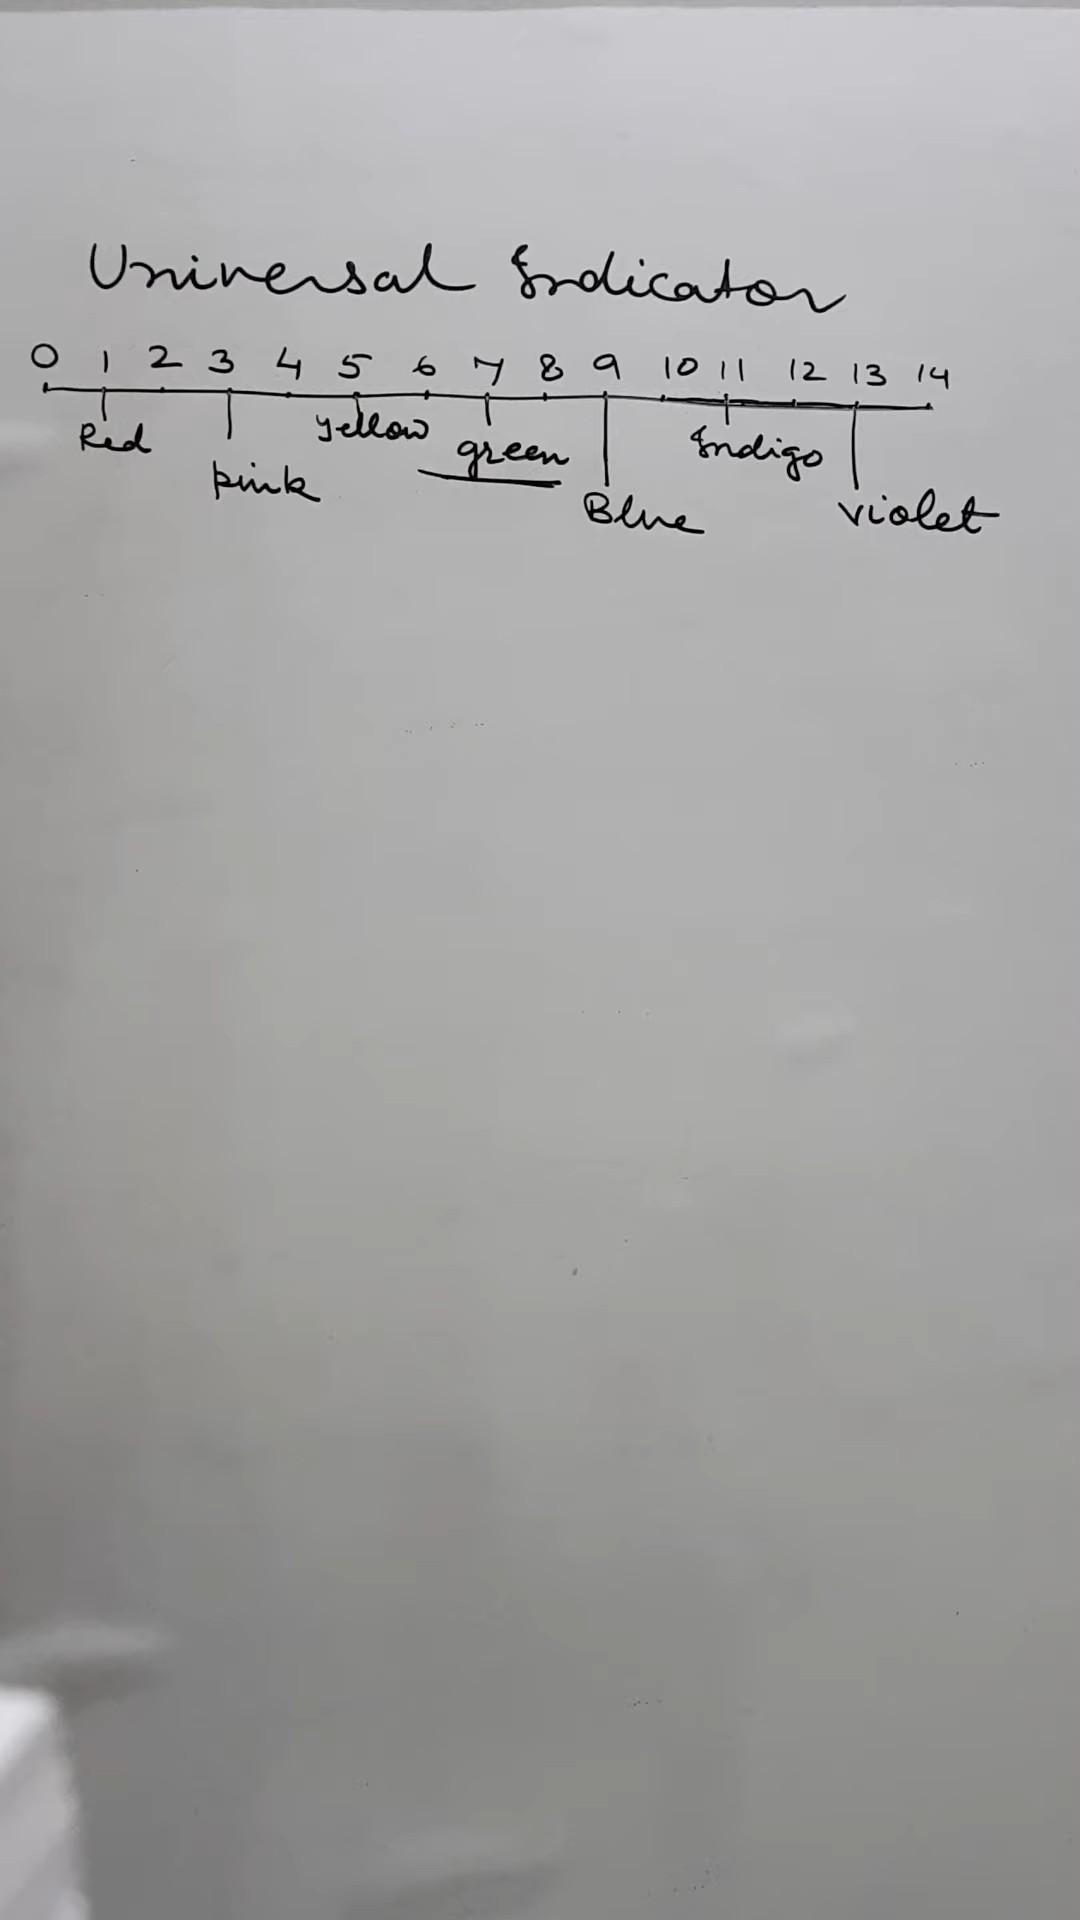 Universal Indicator
0 1 2 3 4 5 6 7 8 9 10 11 12 13 14
Red pink yellow green Blue Indigo violet